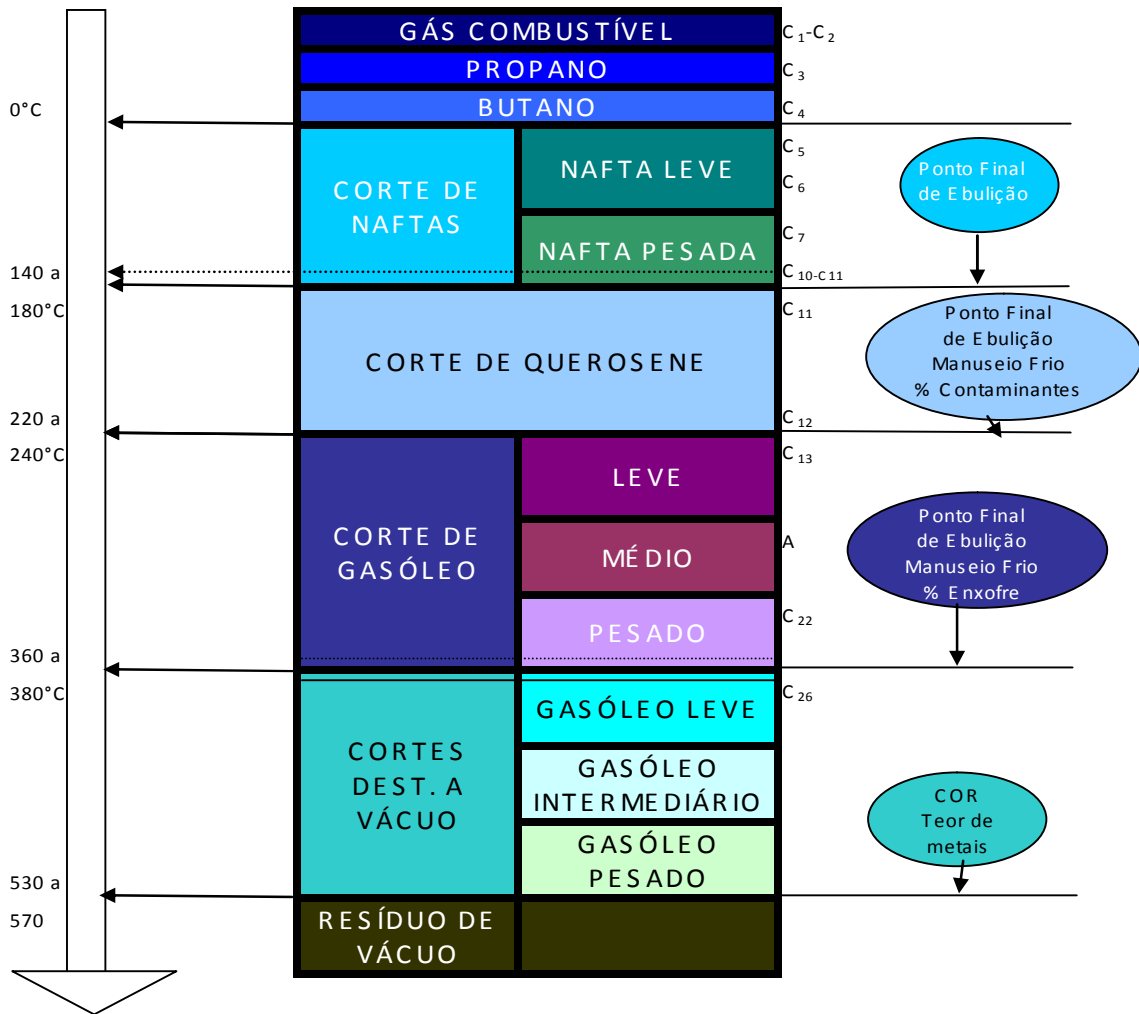 GÁS COMBUSTÍVEL
C1-C2
PROPANO
C3
0°C
BUTANO
C4
CORTE DE
NAFTAS
NAFTA LEVE
C5
C6
NAFTA PESADA
C7
C10-C11
Ponto Final
de Ebulição
140 a
180°C
CORTE DE QUEROSENE
C11
C12
Ponto Final
de Ebulição
Manuseio Frio
% Contaminantes
220 a
240°C
CORTE DE
GASÓLEO
LEVE
C13
MÉDIO
A
PESADO
C22
Ponto Final
de Ebulição
Manuseio Frio
% Enxofre
360 a
380°C
CORTES
DEST. A
VÁCUO
GASÓLEO LEVE
C26
GASÓLEO
INTERMEDIÁRIO
GASÓLEO
PESADO
COR
Teor de
metais
530 a
570
RESÍDUO DE
VÁCUO